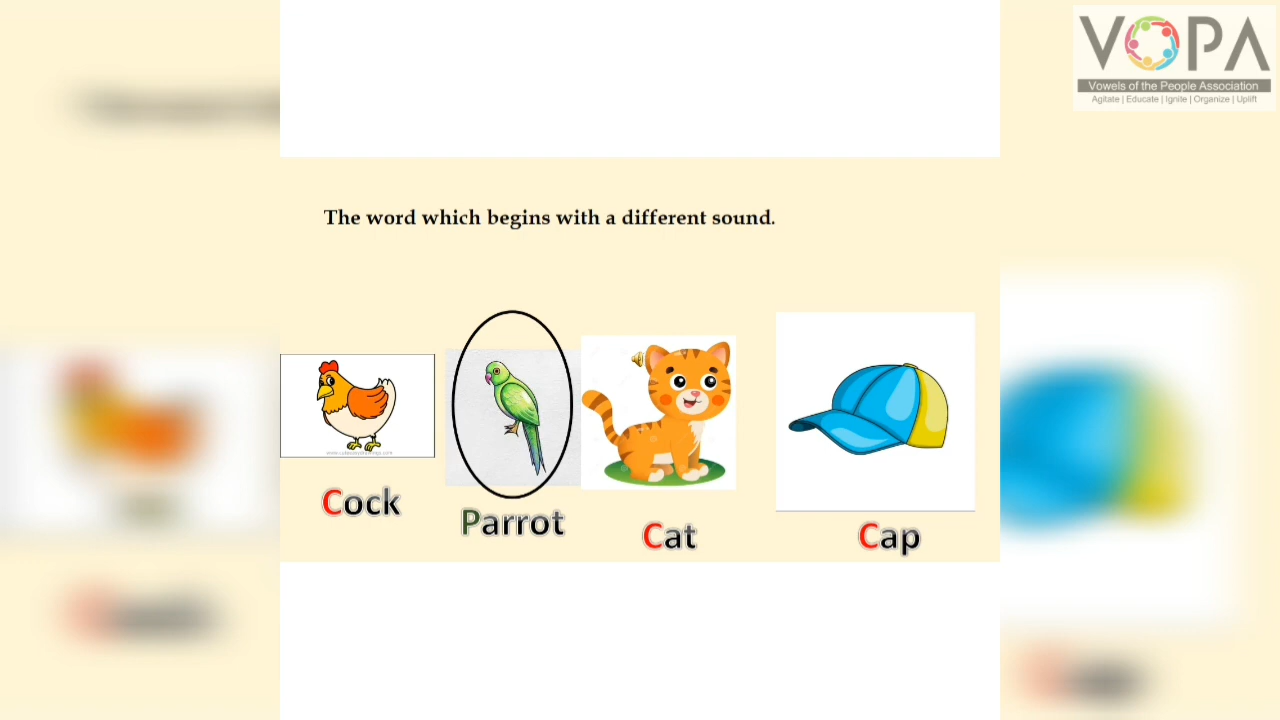 VOPA
Vowels of the People Association
Agitate | Educate | Ignite | Organize | Uplift
The word which begins with a different sound.
Cock
Parrot
Cat
Cap